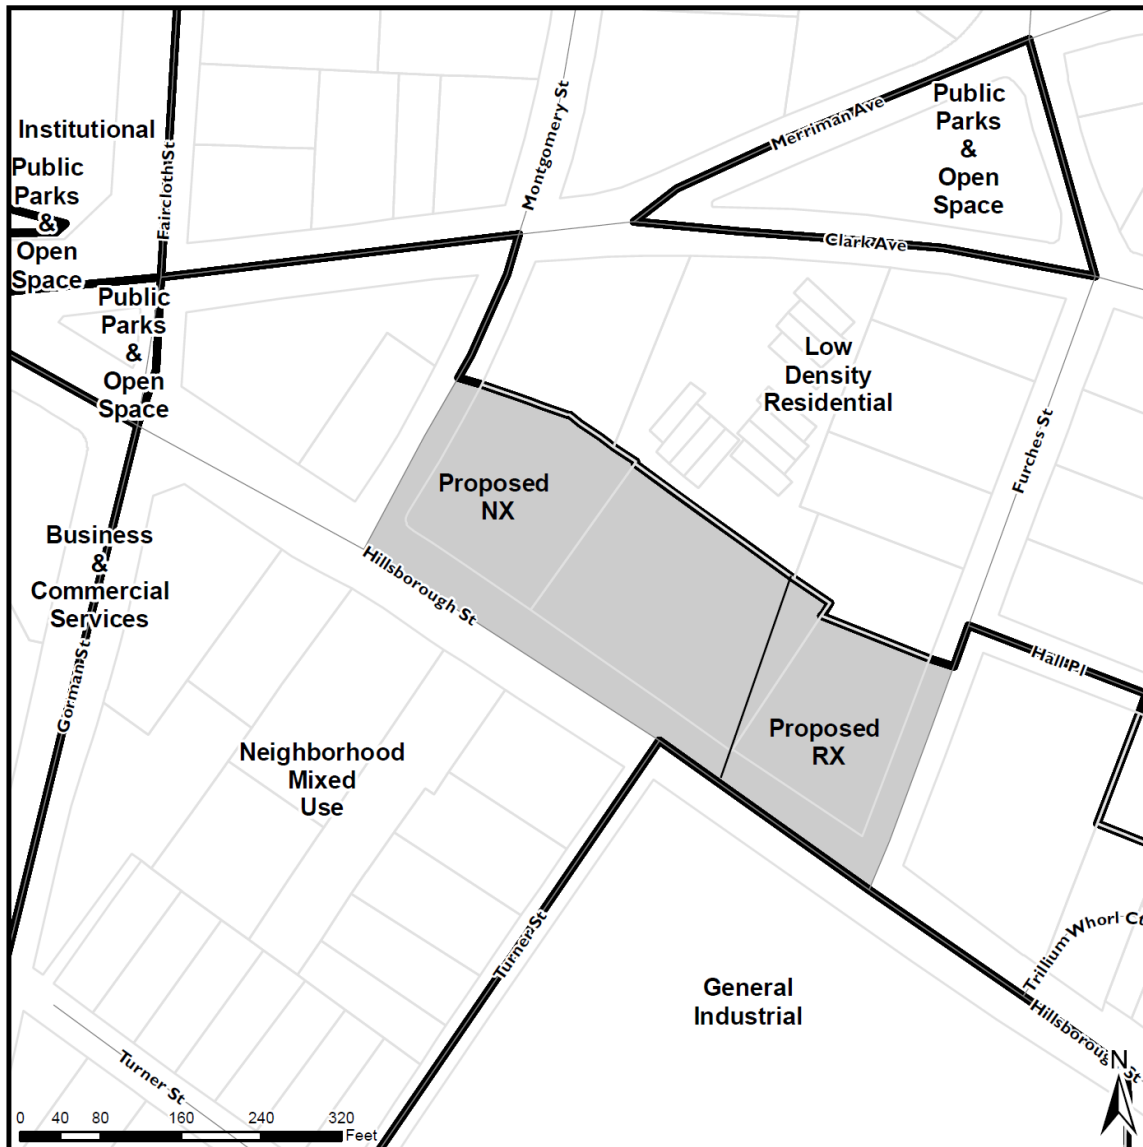 Institutional
Public
Parks
&
Open
Space
Faircloth St
Montgomery St
Merriman Ave
Public
Parks
&
Open
Space
Clark Ave
Public
Parks
&
Open
Space
Low
Density
Residential
Furches St
Proposed
NX
Business
&
Commercial
Services
Hillsborough St
Gorman St
Hall Pl
Proposed
RX
Neighborhood
Mixed
Use
Turner St
General
Industrial
Trillium Whorl Ct
Hillsborough St
N
Turner St
0 40 80 160 240 320
Feet